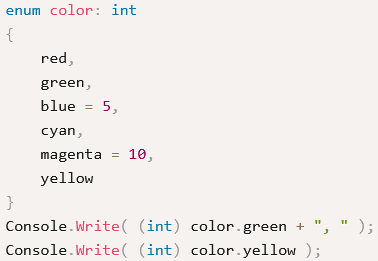 enum color: int
{
    red,
    green,
    blue = 5,
    cyan,
    magenta = 10,
    yellow
}
Console.Write( (int) color.green + ", " );
Console.Write( (int) color.yellow );